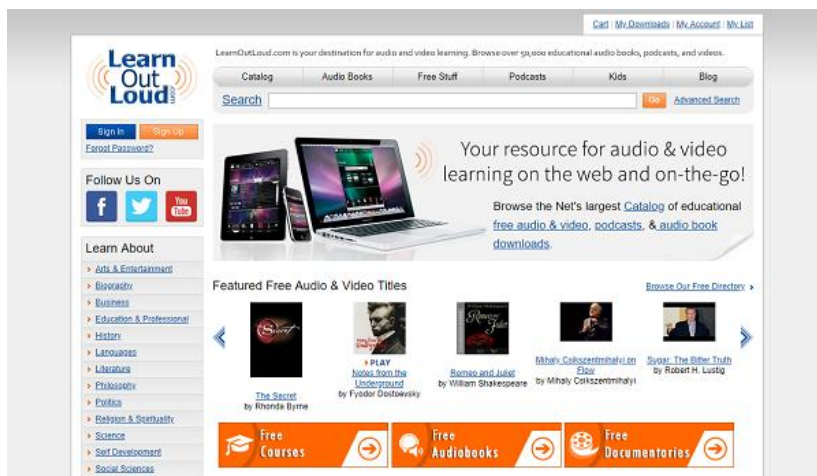 Cart | My Downloads | My Account | My List
Learn
Out
Loud
.com
LearnOutLoud.com is your destination for audio and video learning. Browse over 50,000 educational audio books, podcasts, and videos.
Catalog Audio Books Free Stuff Podcasts Kids Blog
Search Go Advanced Search
Sign In Sign Up
Forgot Password?
Follow Us On
f You Tube
Your resource for audio & video
learning on the web and on-the-go!
Browse the Net's largest Catalog of educational
free audio & video, podcasts, & audio book
downloads.
Learn About
Arts & Entertainment
Biography
Business
Education & Professional
History
Languages
Literature
Philosophy
Politics
Religion & Spirituality
Science
Self Development
Social Sciences
Featured Free Audio & Video Titles
Browse Our Free Directory
The Secret
by Rhonda Byrne
PLAY
Notes from the
Underground
by Fyodor Dostoevsky
Romeo and Juliet
by William Shakespeare
Mihaly Csikszentmihalyi on
Flow
by Mihaly Csikszentmihalyi
Sugar: The Bitter Truth
by Robert H. Lustig
Free
Courses
Free
Audiobooks
Free
Documentaries